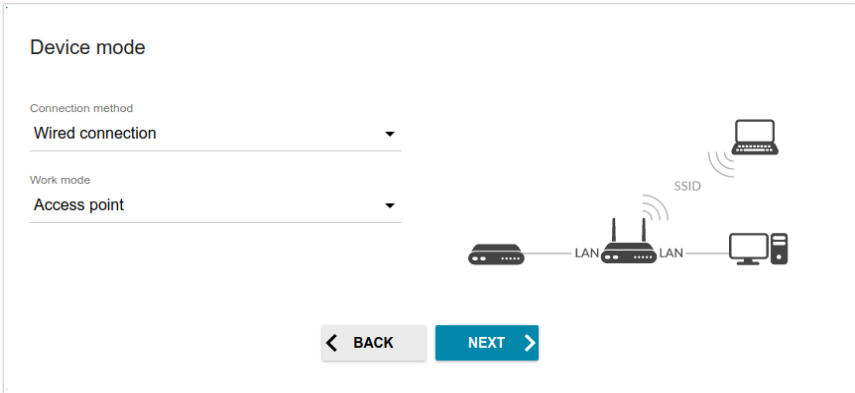 Device mode
Connection method
Wired connection
Work mode
Access point
SSID
LAN
LAN
BACK
NEXT